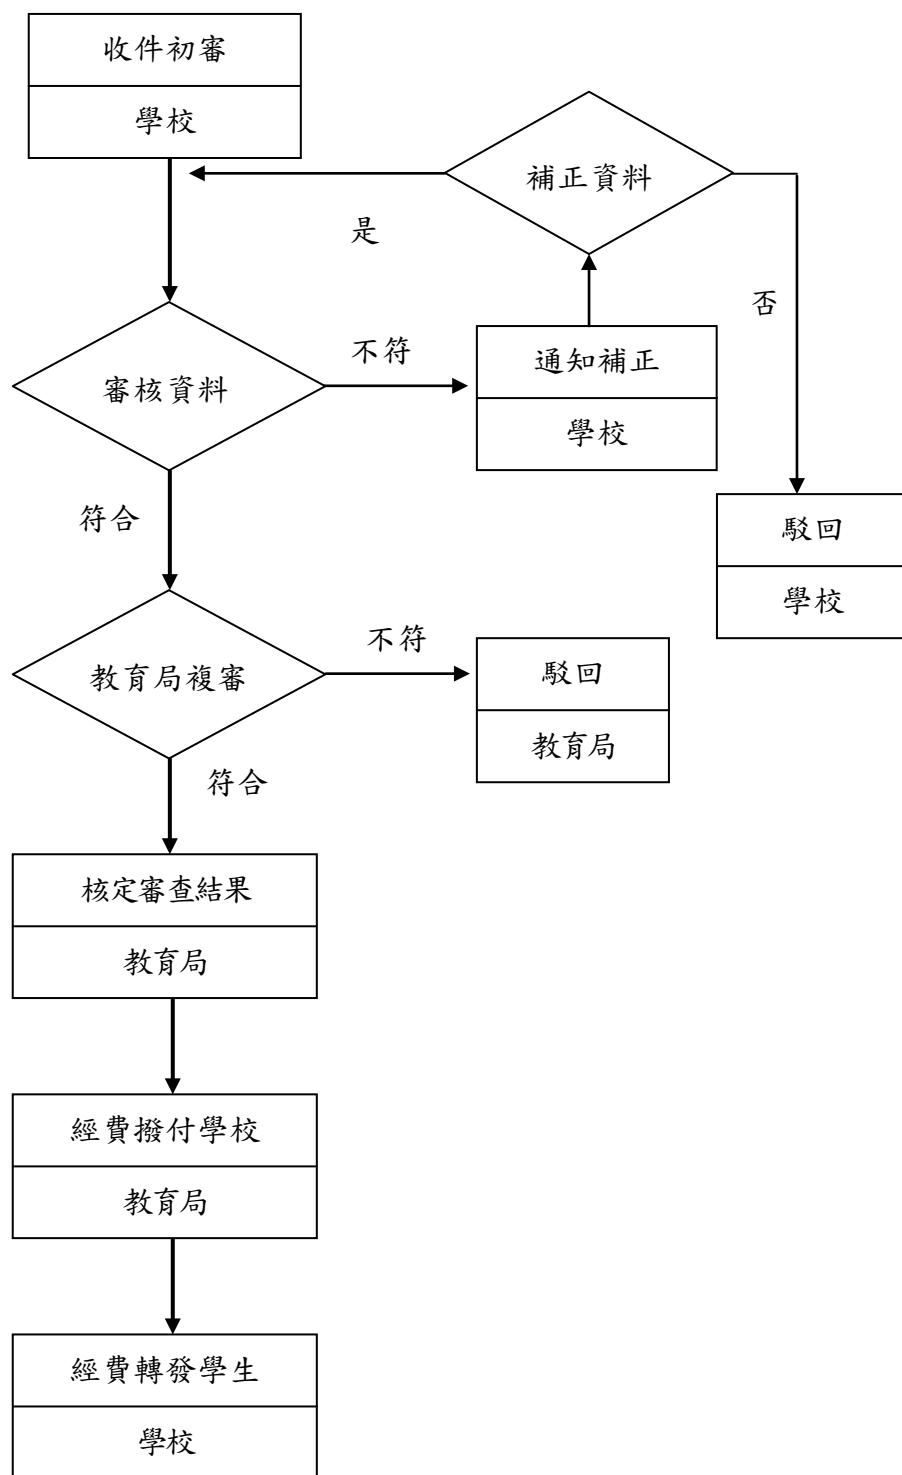 收件初審
學校
補正資料
是
否
不符
通知補正
學校
審核資料
符合
駁回
學校
不符
教育局複審
駁回
教育局
符合
核定審查結果
教育局
經費撥付學校
教育局
經費轉發學生
學校